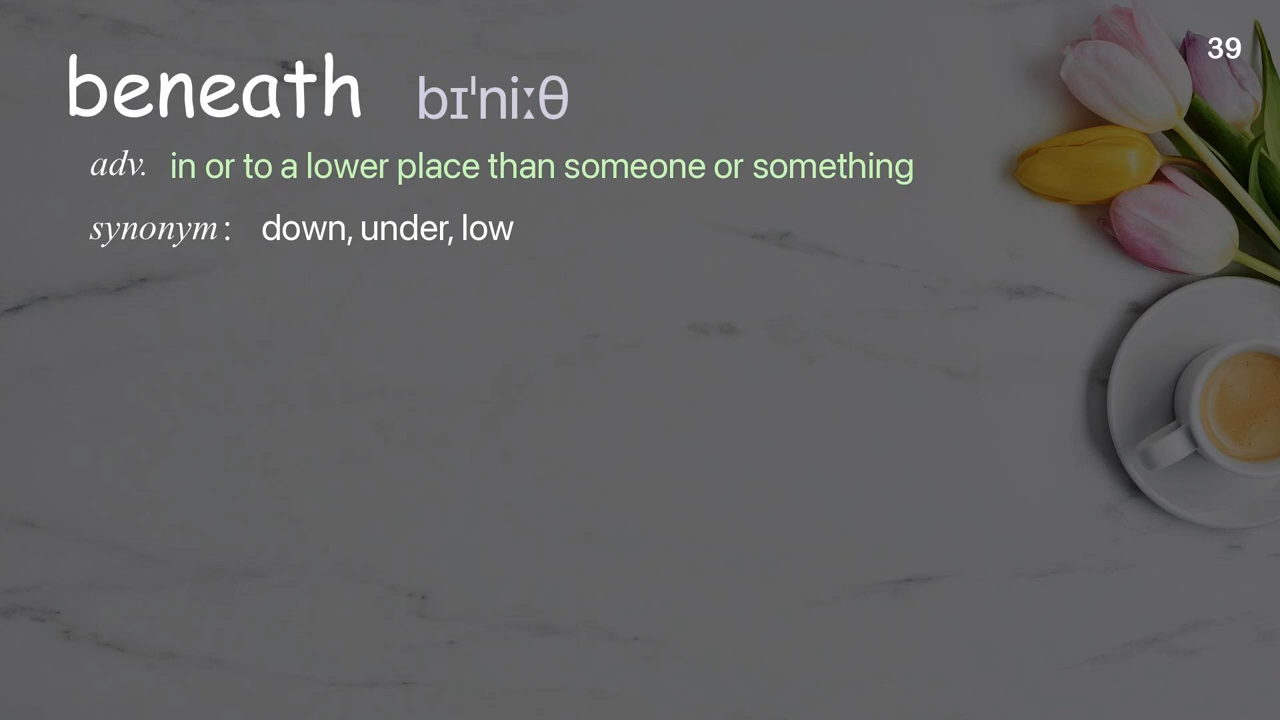 39
beneath bɪˈniːθ
adv. in or to a lower place than someone or something
synonym: down, under, low